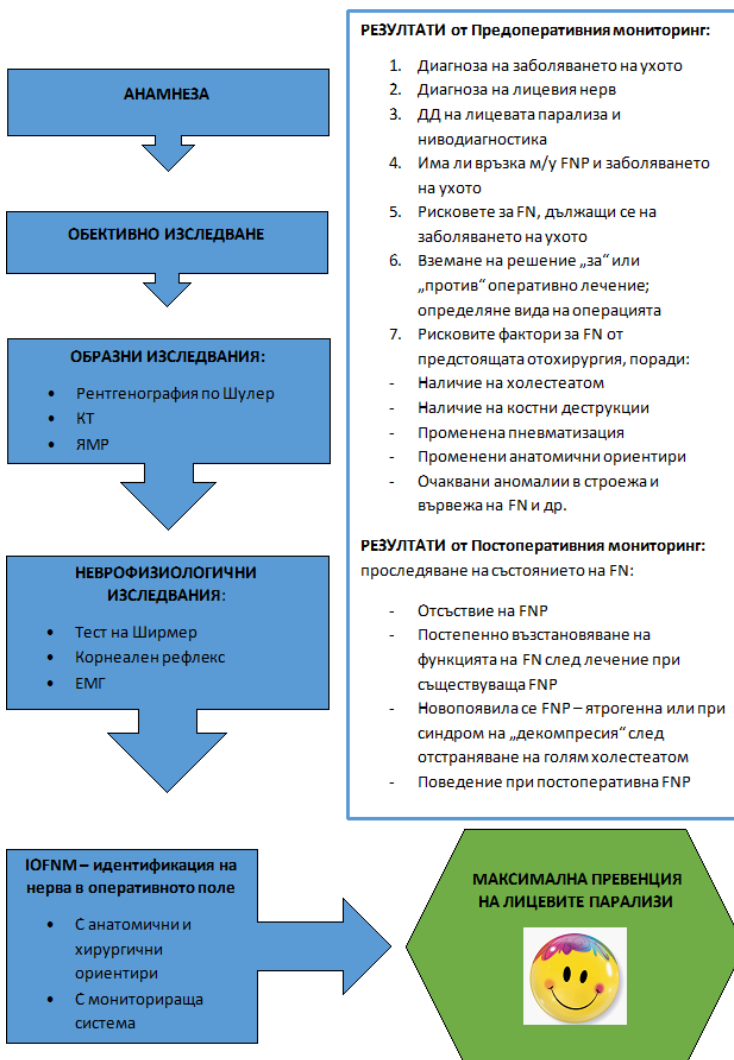 АНАМНЕЗА
ОБЕКТИВНО ИЗСЛЕДВАНЕ
ОБРАЗНИ ИЗСЛЕДВАНИЯ:
• Рентгенография по Шулер
• КТ
• ЯМР
НЕВРОФИЗИОЛОГИЧНИ
ИЗСЛЕДВАНИЯ:
• Тест на Ширмер
• Корнеален рефлекс
• ЕМГ
IOFNM – идентификация на
нерва в оперативното поле
• С анатомични и
хирургични
ориентири
• С мониторираща
система
РЕЗУЛТАТИ от Предоперативния мониторинг:
1. Диагноза на заболяването на ухото
2. Диагноза на лицевия нерв
3. ДД на лицевата парализа и
ниводиагностика
4. Има ли връзка м/у FNP и заболяването
на ухото
5. Рисковете за FN, дължащи се на
заболяването на ухото
6. Вземане на решение „за“ или
„против“ оперативно лечение;
определяне вида на операцията
7. Рисковите фактори за FN от
предстоящата отохирургия, поради:
- Наличие на холестеатом
- Наличие на костни деструкции
- Променена пневматизация
- Променени анатомични ориентири
- Очаквани аномалии в строежа и
вървежа на FN и др.
РЕЗУЛТАТИ от Постоперативния мониторинг:
проследяване на състоянието на FN:
- Отсъствие на FNP
- Постепенно възстановяване на
функцията на FN след лечение при
съществуваща FNP
- Новопоявила се FNP – ятрогенна или при
синдром на „декомпресия“ след
отстраняване на голям холестеатом
- Поведение при постоперативна FNP
МАКСИМАЛНА ПРЕВЕНЦИЯ
НА ЛИЦЕВИТЕ ПАРАЛИЗИ